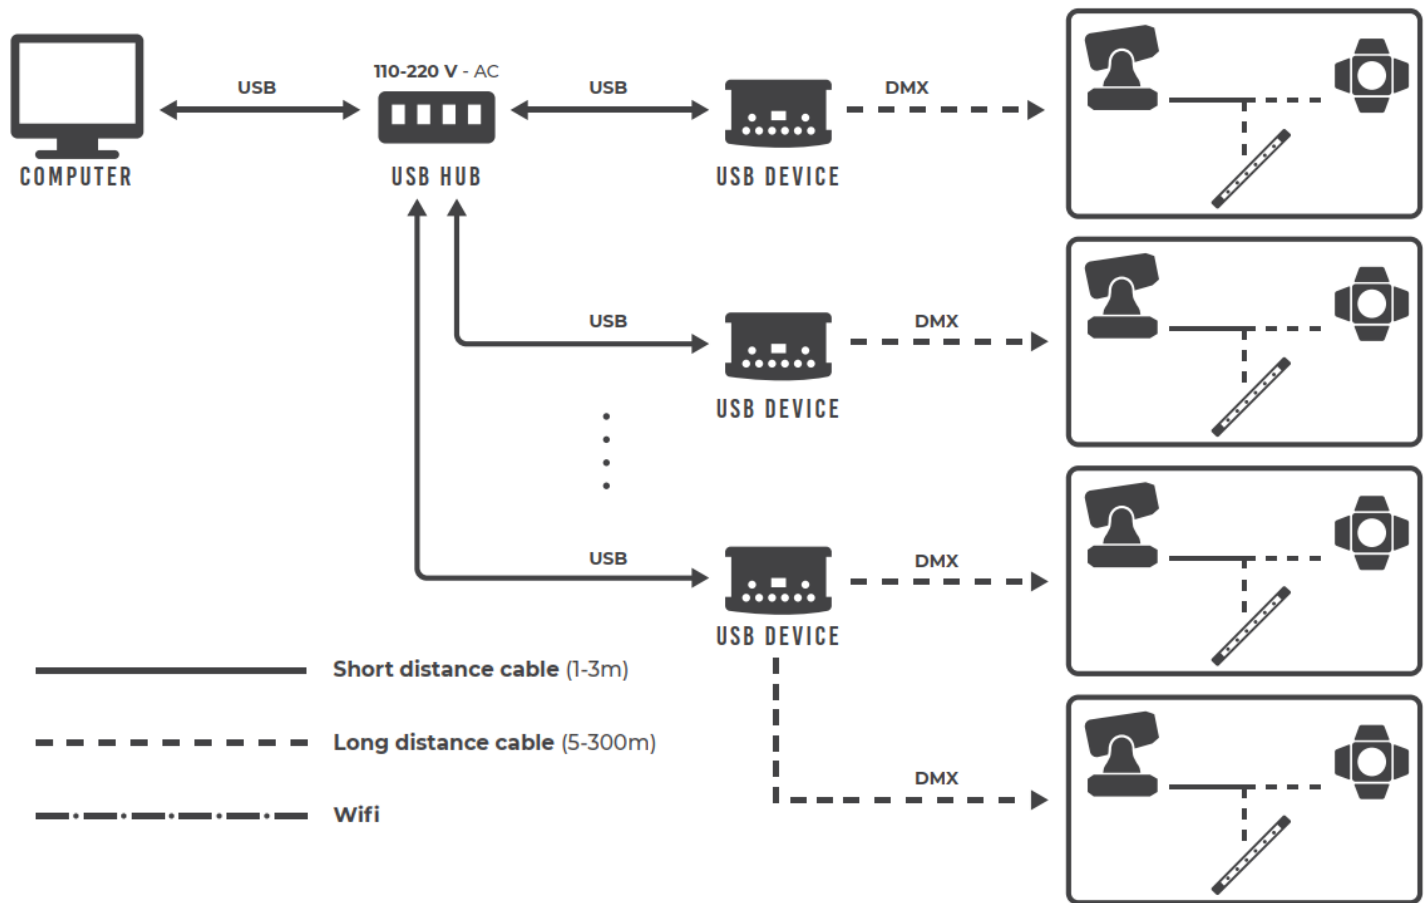 110-220 V - AC
USB
USB
DMX
COMPUTER
USB HUB
USB DEVICE
USB
DMX
USB DEVICE
USB
DMX
USB DEVICE
Short distance cable (1-3m)
Long distance cable (5-300m)
DMX
Wifi